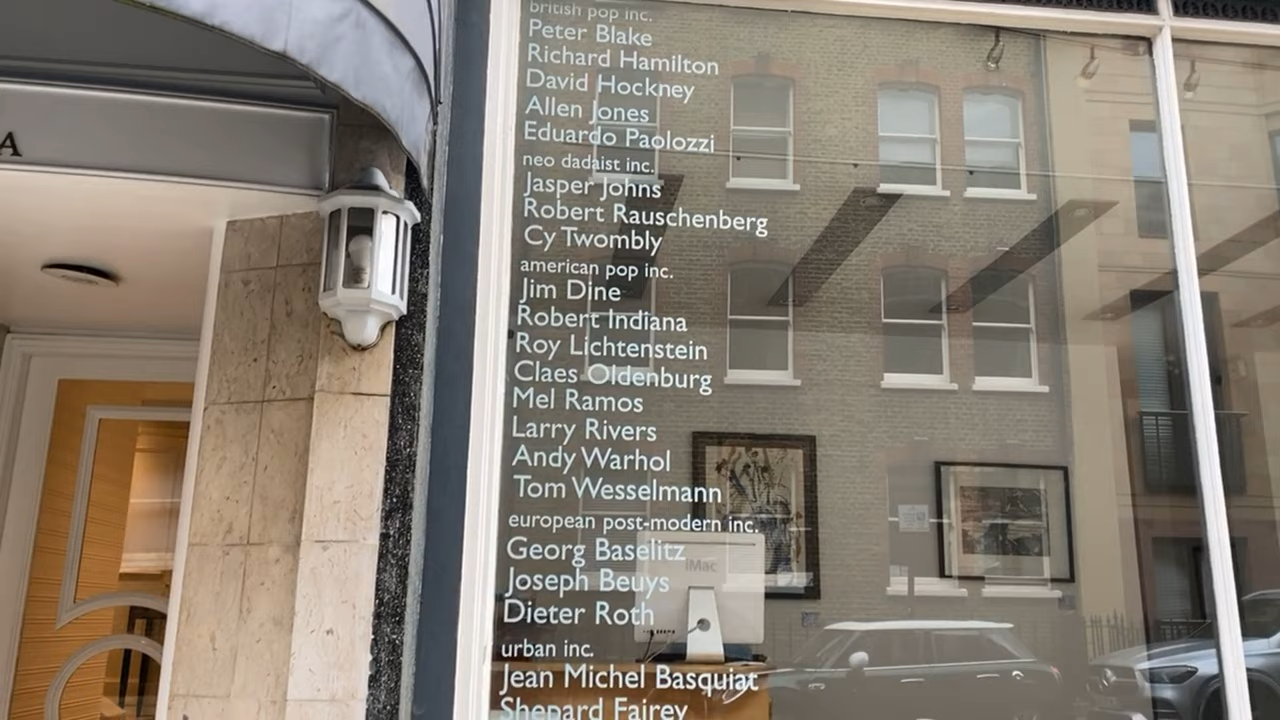 british pop inc.
Peter Blake
Richard Hamilton
David Hockney
Allen Jones
Eduardo Paolozzi
neo dadaist inc.
Jasper Johns
Robert Rauschenberg
Cy Twombly
american pop inc.
Jim Dine
Robert Indiana
Roy Lichtenstein
Claes Oldenburg
Mel Ramos
Larry Rivers
Andy Warhol
Tom Wesselmann
european post-modern inc.
Georg Baselitz
Joseph Beuys
Dieter Roth
urban inc.
Jean Michel Basquiat
Shepard Fairey
A
iMac